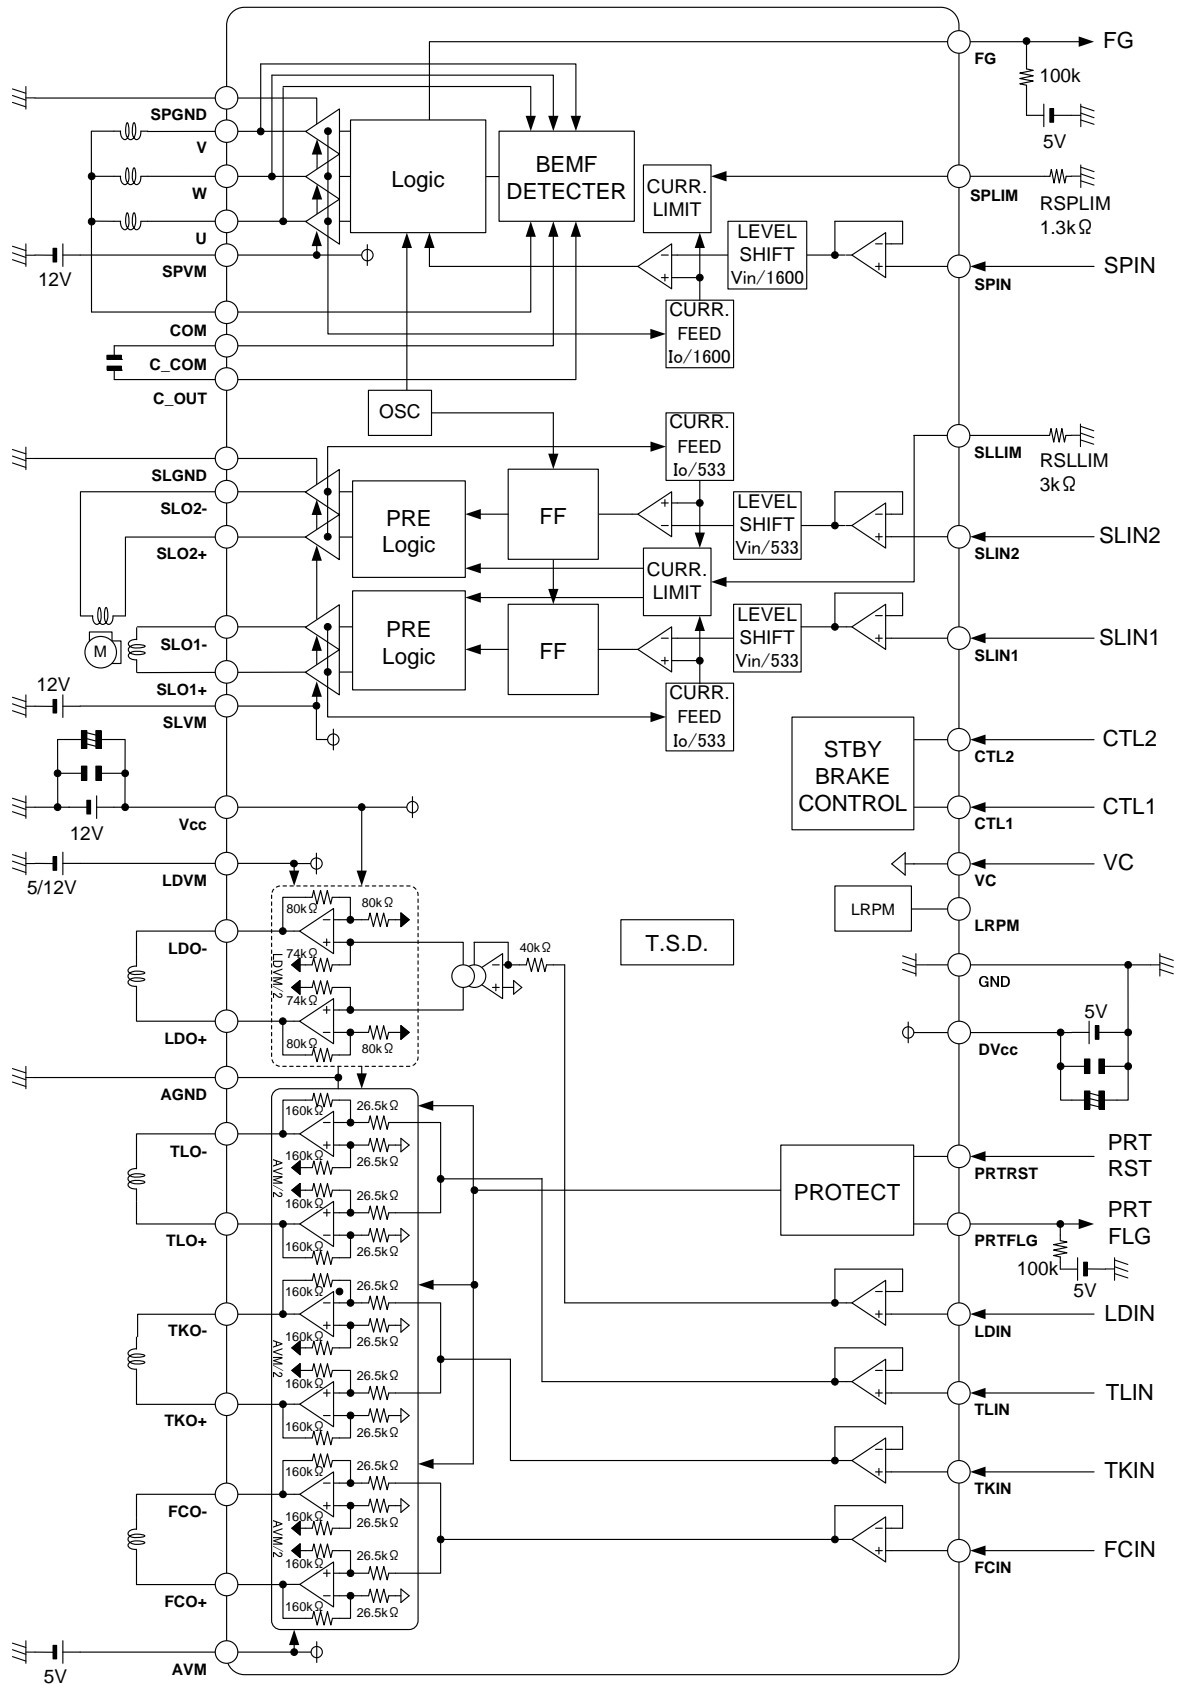 FG
FG
100k
5V
SPGND
V
W
U
SPVM
12V
Logic
BEMF
DETECTER
CURR.
LIMIT
SPLIM
RSPLIM
1.3kΩ
LEVEL
SHIFT
Vin/1600
SPIN
SPIN
CURR.
FEED
Io/1600
COM
C_COM
C_OUT
OSC
CURR.
FEED
Io/533
SLLIM
RSLLIM
3kΩ
SLGND
SLO2-
SLO2+
PRE
Logic
FF
LEVEL
SHIFT
Vin/533
SLIN2
SLIN2
CURR.
LIMIT
M
SLO1-
SLO1+
PRE
Logic
FF
LEVEL
SHIFT
Vin/533
SLIN1
SLIN1
12V
SLVM
CURR.
FEED
Io/533
STBY
BRAKE
CONTROL
CTL2
CTL2
CTL1
CTL1
12V
Vcc
5/12V
LDVM
VC
VC
LRPM
LRPM
T.S.D.
80kΩ
80kΩ
LDO-
74kΩ
LDVM/2
74kΩ
LDO+
80kΩ
80kΩ
40kΩ
GND
5V
DVcc
AGND
160kΩ
26.5kΩ
TLO-
160kΩ
26.5kΩ
AVM/2
160kΩ
26.5kΩ
TLO+
160kΩ
26.5kΩ
PROTECT
PRTRST
PRT
RST
PRTFLG
PRT
FLG
100k
5V
160kΩ
26.5kΩ
TKO-
160kΩ
26.5kΩ
AVM/2
160kΩ
26.5kΩ
TKO+
160kΩ
26.5kΩ
LDIN
LDIN
TLIN
TLIN
TKIN
TKIN
160kΩ
26.5kΩ
FCO-
160kΩ
26.5kΩ
AVM/2
160kΩ
26.5kΩ
FCO+
160kΩ
26.5kΩ
FCIN
FCIN
5V
AVM